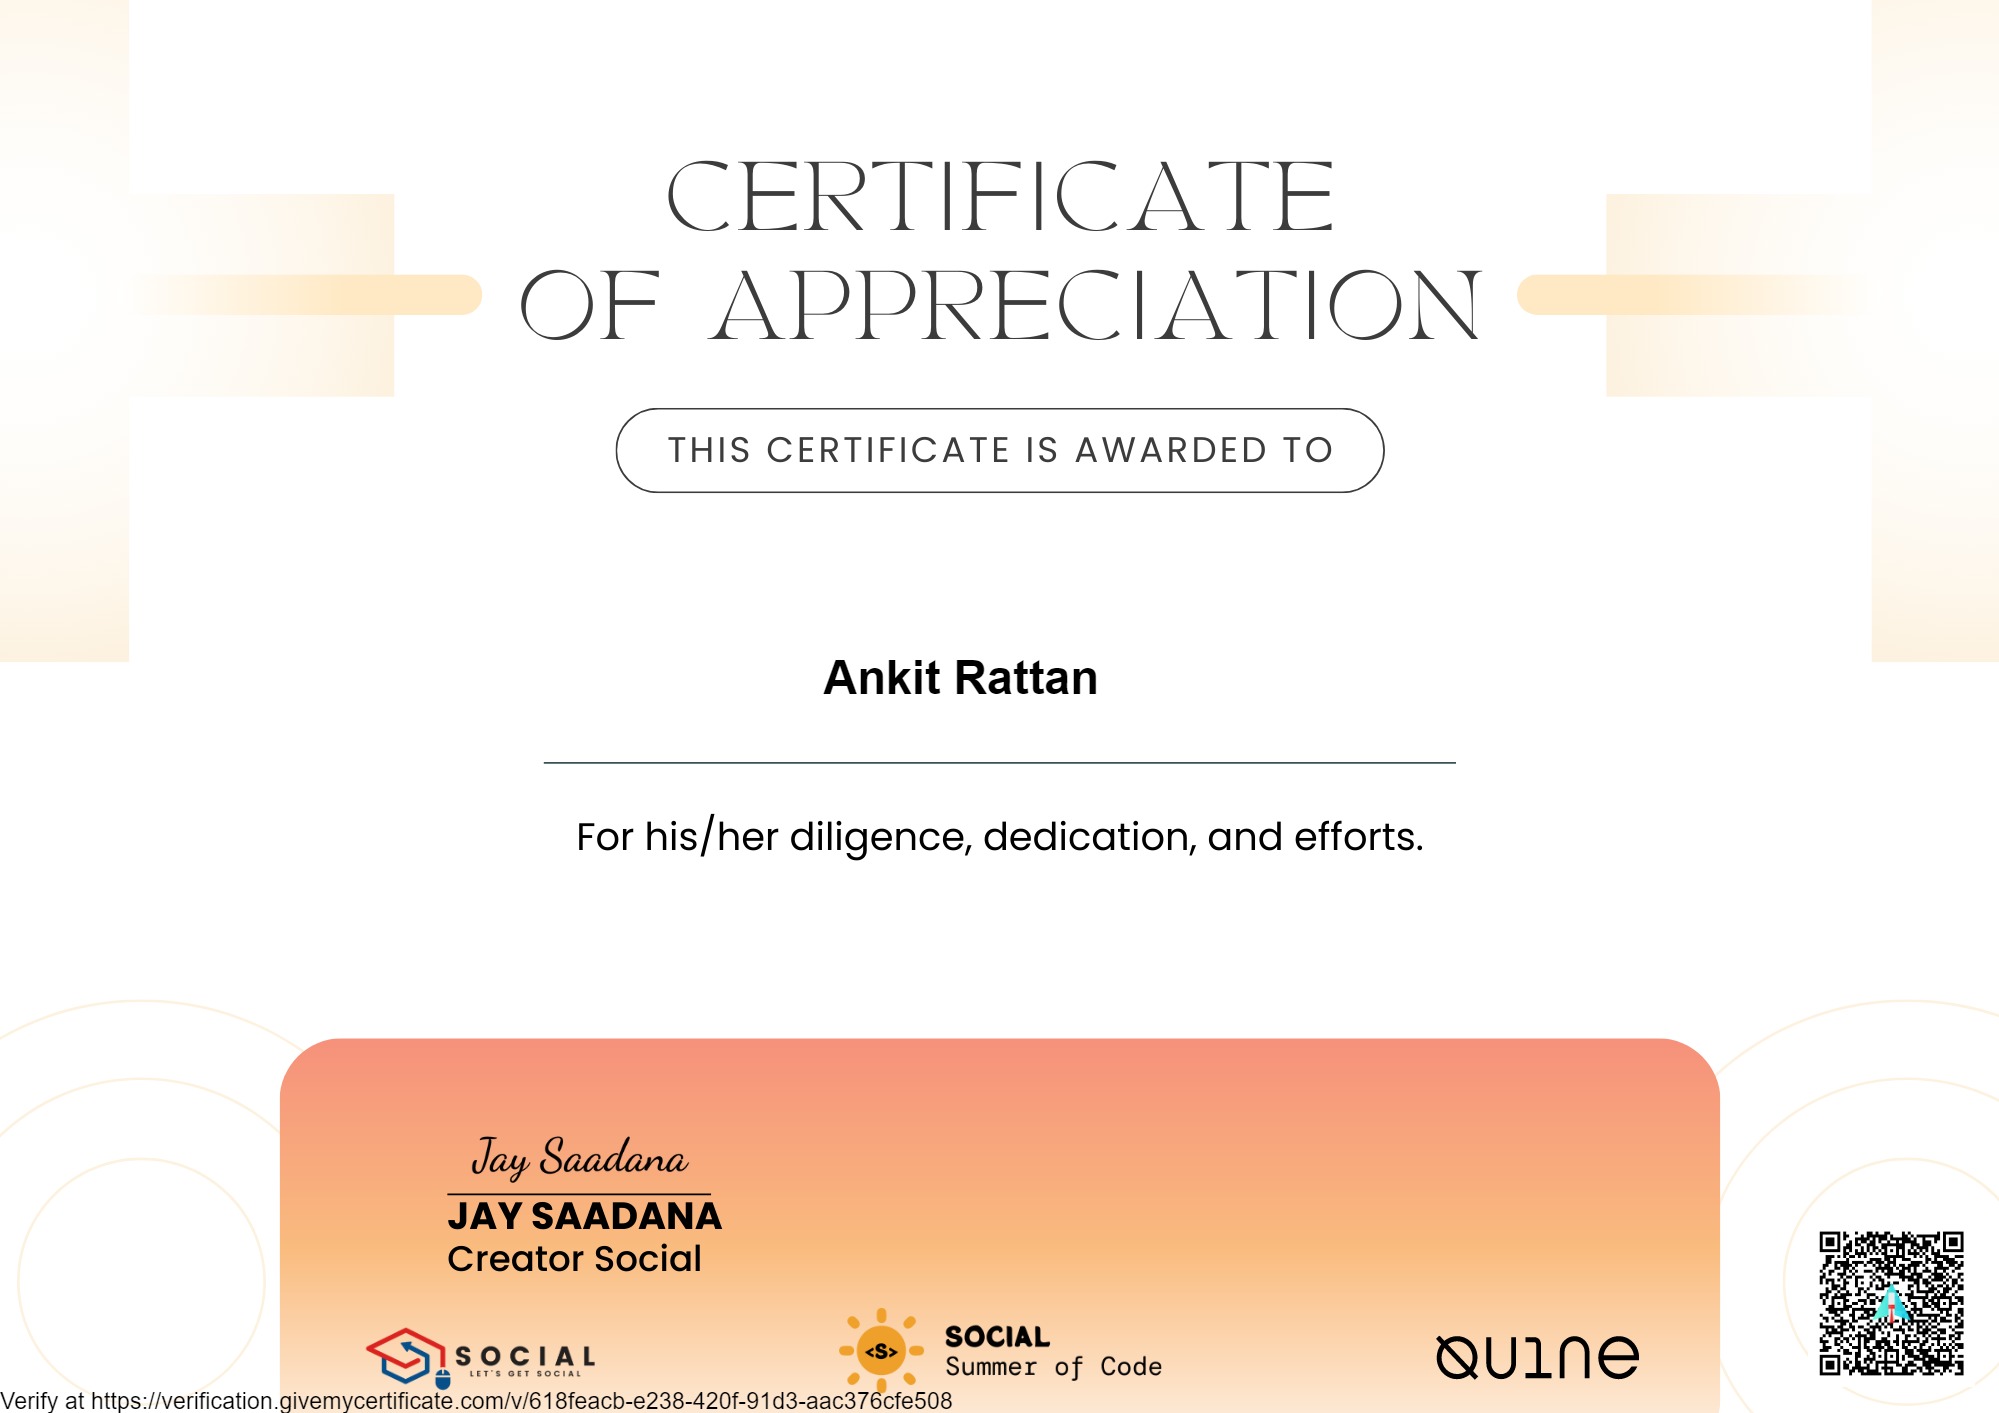 CERTIFICATE
OF APPRECIATION
THIS CERTIFICATE IS AWARDED TO
Ankit Rattan
For his/her diligence, dedication, and efforts.
Jay Saadana
JAY SAADANA
Creator Social
SOCIAL
LET'S GET SOCIAL
<S>
SOCIAL
Summer of Code
QUINE
Verify at https://verification.givemycertificate.com/v/618feacb-e238-420f-91d3-aac376cfe508